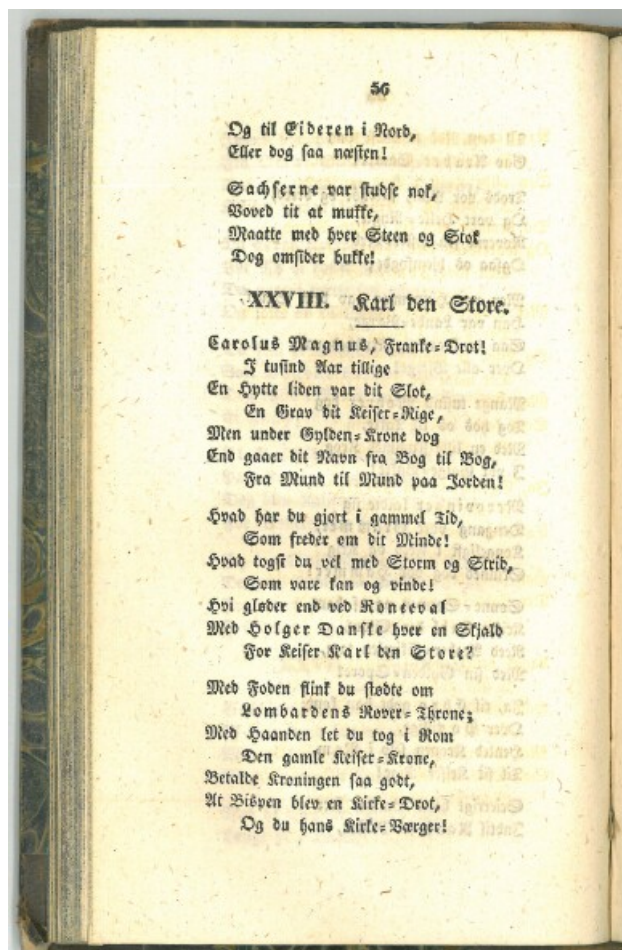 56
Og til Eideren i Nord,
Eller dog saa næsten!
Sachserne var studse nok,
Voved tit at mukke,
Maatte med hver Steen og Stok
Dog omsider bukke!
XXVIII. Karl den Store.
Carolus Magnus, Franke-Drot!
I tusind Aar tillige
En Hytte liden var dit Slot,
En Grav dit Keiser-Rige,
Men under Gylden-Krone dog
End gaaer dit Navn fra Bog til Bog,
Fra Mund til Mund paa Jorden!
Hvad har du gjort i gammel Tid,
Som freder om dit Minde!
Hvad togst du vel med Storm og Strid,
Som vare kan og vinde!
Hvi gløder end ved Ronceval
Med Holger Danske hver en Skjald
For Keiser Karl den Store?
Med Foden flink du stødte om
Lombardens Røver-Throne;
Med Haanden let du tog i Rom
Den gamle Keiser-Krone,
Betalde Kroningen saa godt,
At Bispen blev en Kirke-Drot,
Og du hans Kirke-Værger!